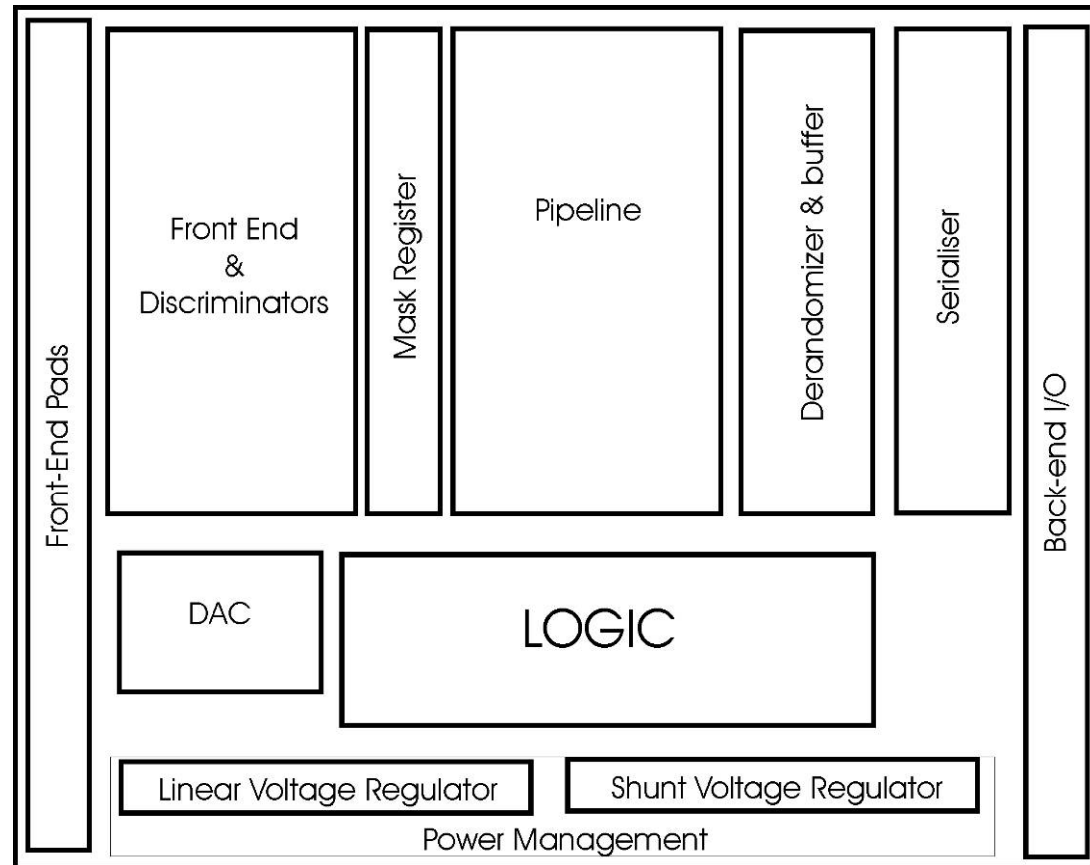 Front-End Pads
Front End
&
Discriminators
Mask Register
Pipeline
Derandomizer & buffer
Serialiser
Back-end I/O
DAC
LOGIC
Linear Voltage Regulator
Shunt Voltage Regulator
Power Management